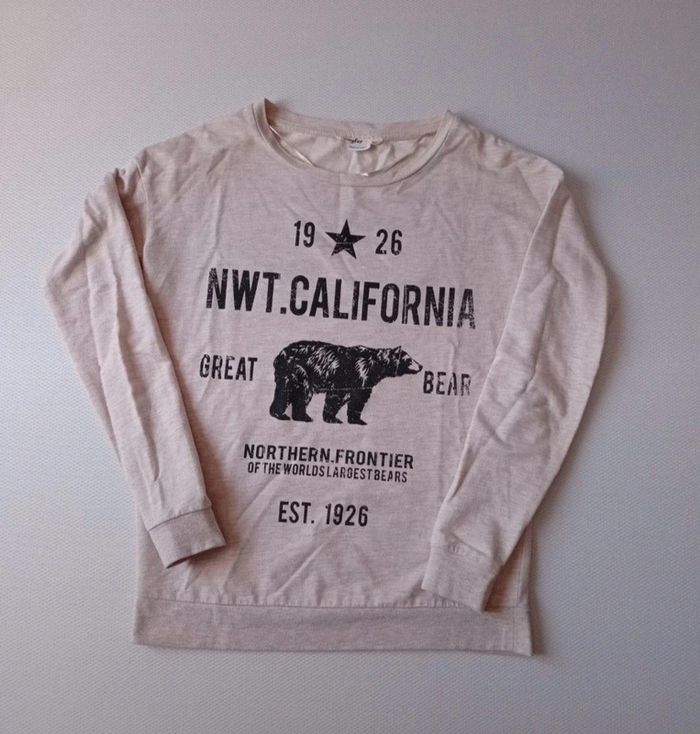 19 26
NWT.CALIFORNIA
GREAT BEAR
NORTHERN.FRONTIER
OF THE WORLDS LARGEST BEARS
EST. 1926